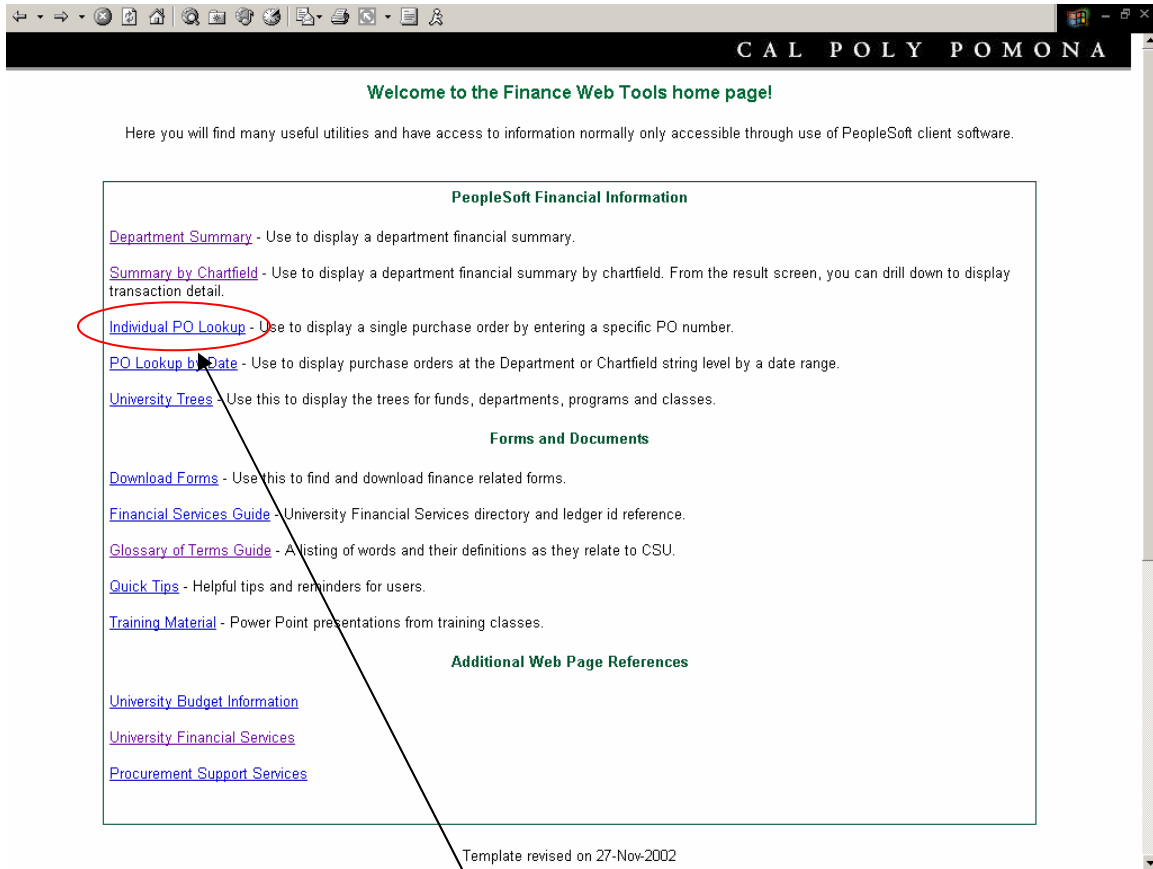 CAL POLY POMONA
Welcome to the Finance Web Tools home page!
Here you will find many useful utilities and have access to information normally only accessible through use of PeopleSoft client software.
PeopleSoft Financial Information
Department Summary - Use to display a department financial summary.
Summary by Chartfield - Use to display a department financial summary by chartfield. From the result screen, you can drill down to display
transaction detail.
Individual PO Lookup - Use to display a single purchase order by entering a specific PO number.
PO Lookup by Date - Use to display purchase orders at the Department or Chartfield string level by a date range.
University Trees - Use this to display the trees for funds, departments, programs and classes.
Forms and Documents
Download Forms - Use this to find and download finance related forms.
Financial Services Guide - University Financial Services directory and ledger id reference.
Glossary of Terms Guide - A listing of words and their definitions as they relate to CSU.
Quick Tips - Helpful tips and reminders for users.
Training Material - Power Point presentations from training classes.
Additional Web Page References
University Budget Information
University Financial Services
Procurement Support Services
Template revised on 27-Nov-2002